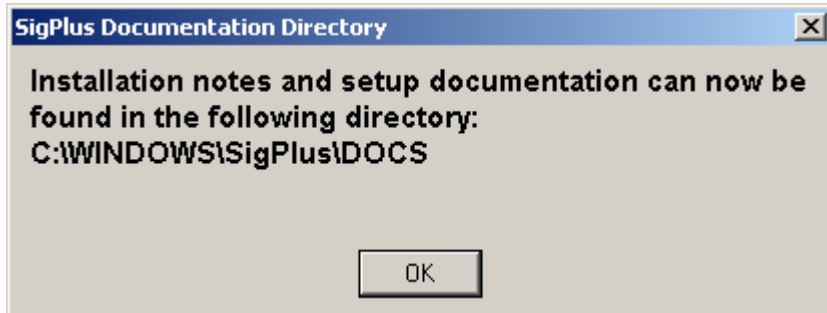 SigPlus Documentation Directory
Installation notes and setup documentation can now be
found in the following directory:
C:\WINDOWS\SigPlus\DOCS
OK